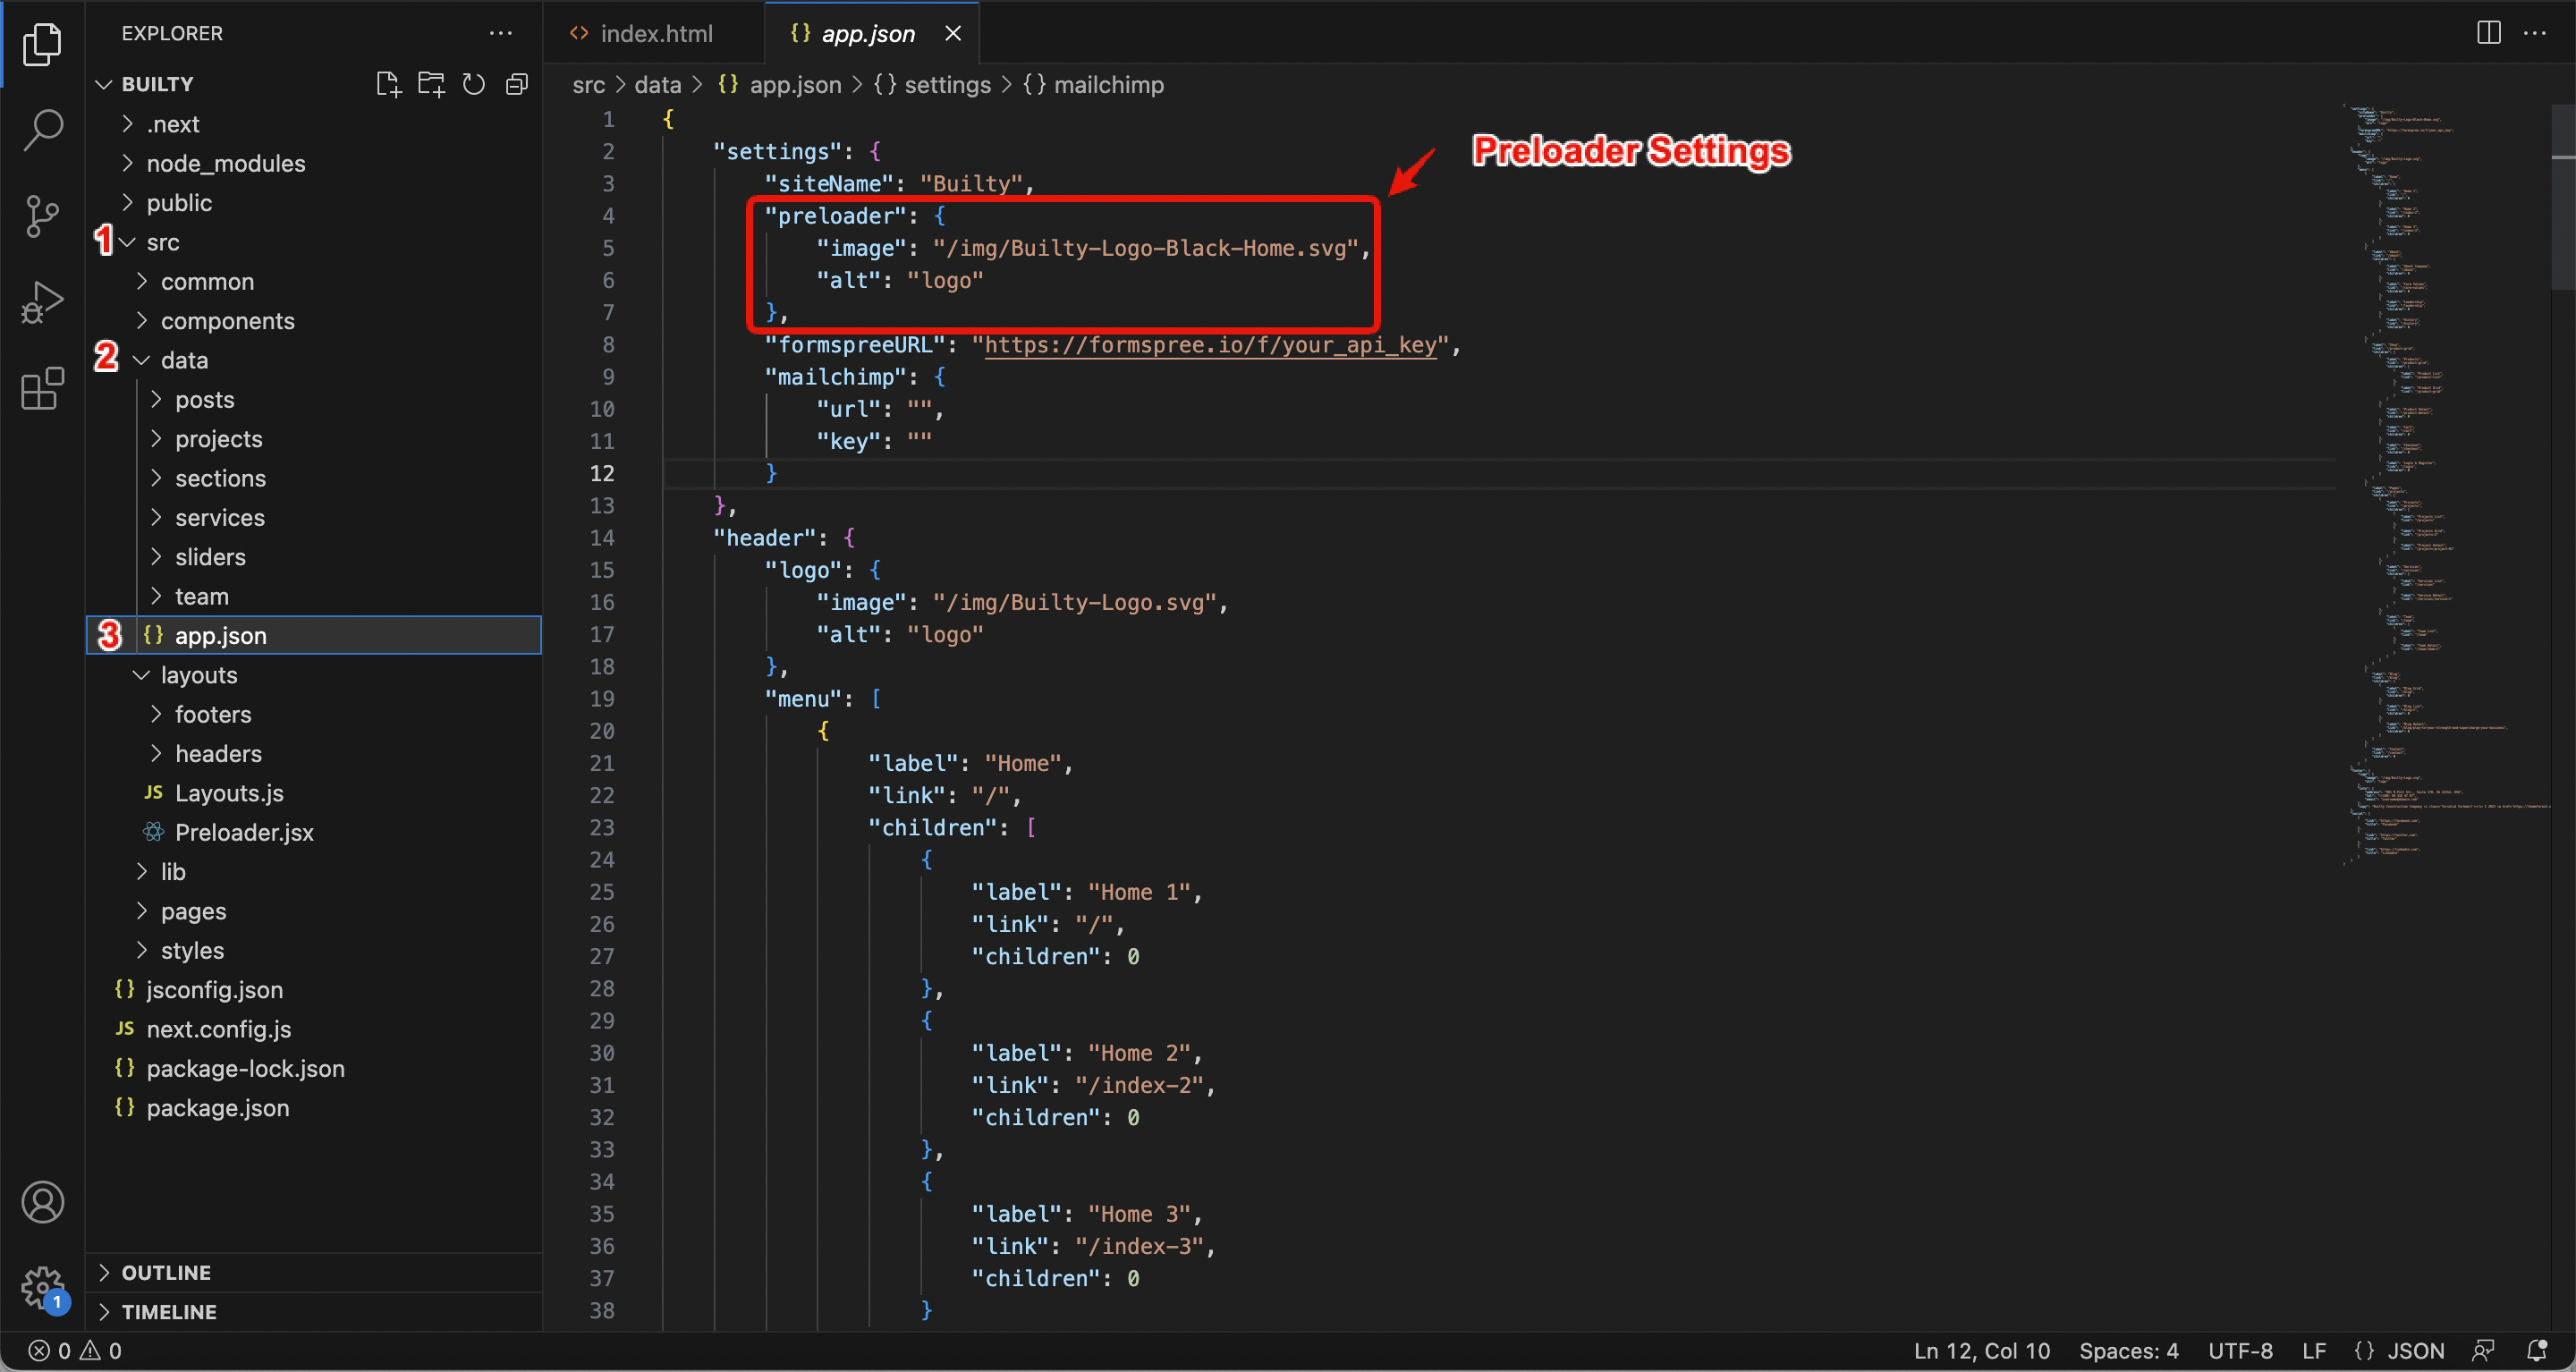 EXPLORER
BUILTY
.next
node_modules
public
1 src
common
components
2 data
posts
projects
sections
services
sliders
team
3 {} app.json
layouts
footers
headers
JS Layouts.js
Preloader.jsx
lib
pages
styles
{} jsconfig.json
JS next.config.js
{} package-lock.json
{} package.json
OUTLINE
TIMELINE
1
<> index.html
{} app.json
src > data > {} app.json > {} settings > {} mailchimp
Preloader Settings
1 {
2 "settings": {
3 "siteName": "Builty",
4 "preloader": {
5 "image": "/img/Builty-Logo-Black-Home.svg",
6 "alt": "logo"
7 },
8 "formspreeURL": "https://formspree.io/f/your_api_key",
9 "mailchimp": {
10 "url": "",
11 "key": ""
12 }
13 },
14 "header": {
15 "logo": {
16 "image": "/img/Builty-Logo.svg",
17 "alt": "logo"
18 },
19 "menu": [
20 {
21 "label": "Home",
22 "link": "/",
23 "children": [
24 {
25 "label": "Home 1",
26 "link": "/",
27 "children": 0
28 },
29 {
30 "label": "Home 2",
31 "link": "/index-2",
32 "children": 0
33 },
34 {
35 "label": "Home 3",
36 "link": "/index-3",
37 "children": 0
38 }
0 0
Ln 12, Col 10 Spaces: 4 UTF-8 LF {} JSON